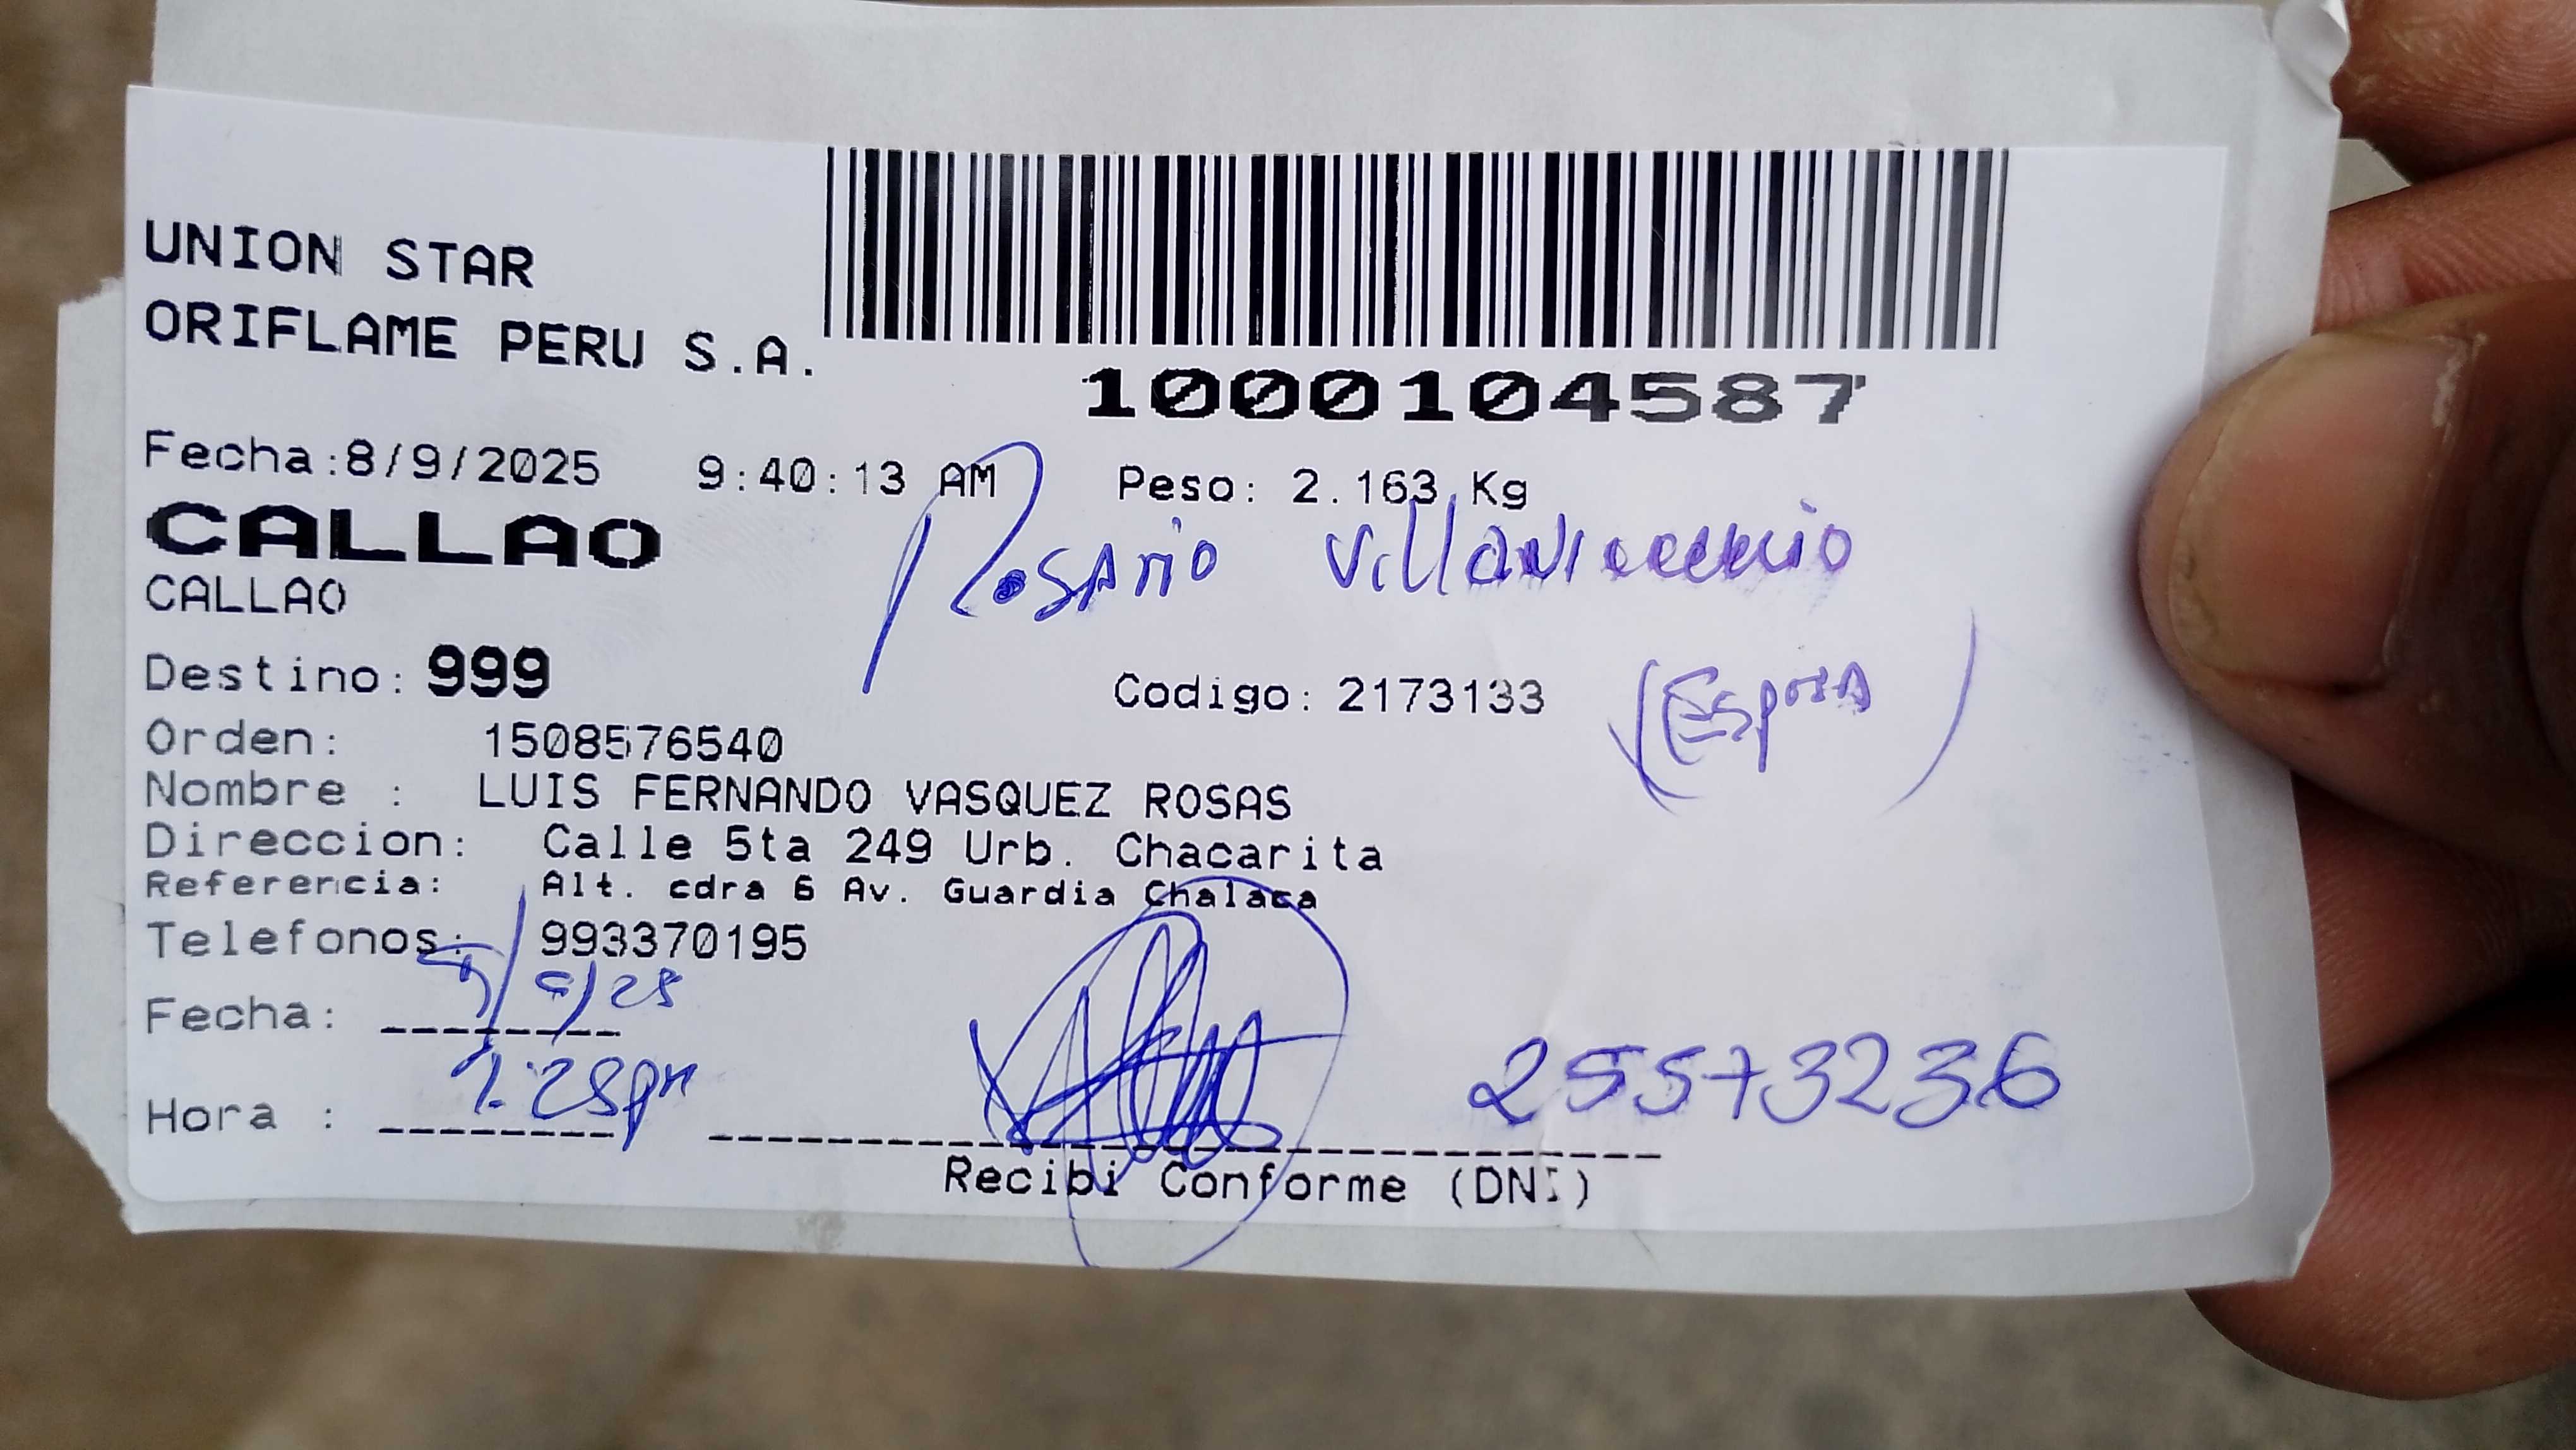 UNION STAR
ORIFLAME PERU S.A.
1000104587
Fecha:8/9/2025 9:40:13 AM Peso: 2.163 Kg
CALLAO
Rosario
CALLAO
Destino: 999
Codigo: 2173133 (Esposa)
Orden: 1508576540
Nombre : LUIS FERNANDO VASQUEZ ROSAS
Direccion: Calle 5ta 249 Urb. Chacarita
Referencia: Alt. cdra 6 Av. Guardia Chalaca
Telefonos: 993370195
Fecha:
25573236
Hora :
Recibi Conforme (DNI)